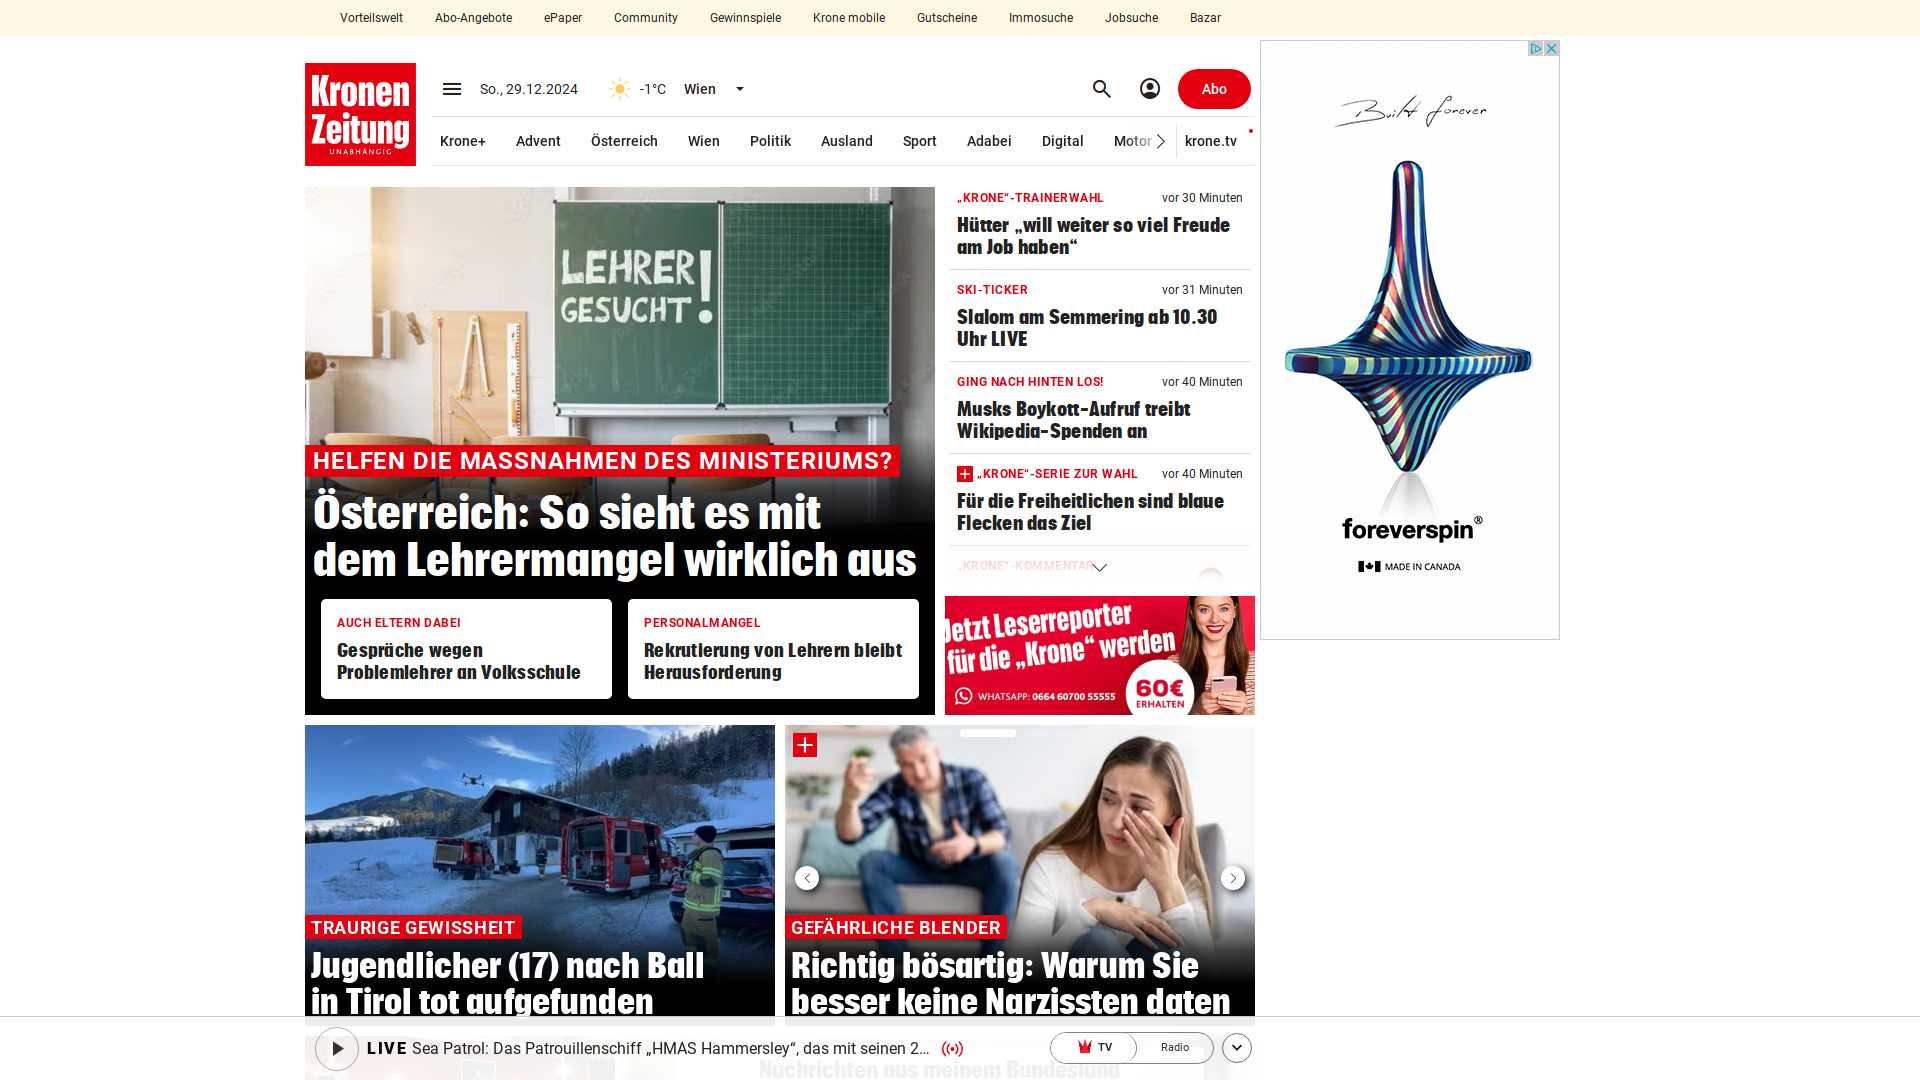 Vorteilswelt Abo-Angebote ePaper Community Gewinnspiele Krone mobile Gutscheine Immosuche Jobsuche Bazar
Kronen
Zeitung
UNABHÄNGIG
So., 29.12.2024 -1°C Wien Abo
Krone+ Advent Österreich Wien Politik Ausland Sport Adabei Digital Motor krone.tv
LEHRER
GESUCHT!
HELFEN DIE MASSNAHMEN DES MINISTERIUMS?
Österreich: So sieht es mit
dem Lehrermangel wirklich aus
AUCH ELTERN DABEI
Gespräche wegen
Problemlehrer an Volksschule
PERSONALMANGEL
Rekrutierung von Lehrern bleibt
Herausforderung
„KRONE“-TRAINERWAHL vor 30 Minuten
Hütter „will weiter so viel Freude
am Job haben“
SKI-TICKER vor 31 Minuten
Slalom am Semmering ab 10.30
Uhr LIVE
GING NACH HINTEN LOS! vor 40 Minuten
Musks Boykott-Aufruf treibt
Wikipedia-Spenden an
„KRONE“-SERIE ZUR WAHL vor 40 Minuten
Für die Freiheitlichen sind blaue
Flecken das Ziel
„KRONE“-KOMMENTAR
Jetzt Leserreporter
für die „Krone“ werden
WHATSAPP: 0664 60700 55555
60€
ERHALTEN
Built forever
foreverspin®
MADE IN CANADA
TRAURIGE GEWISSHEIT
Jugendlicher (17) nach Ball
in Tirol tot aufgefunden
GEFÄHRLICHE BLENDER
Richtig bösartig: Warum Sie
besser keine Narzissten daten
LIVE Sea Patrol: Das Patrouillenschiff „HMAS Hammersley“, das mit seinen 2... TV Radio
Nachrichten aus meinem Bundesland